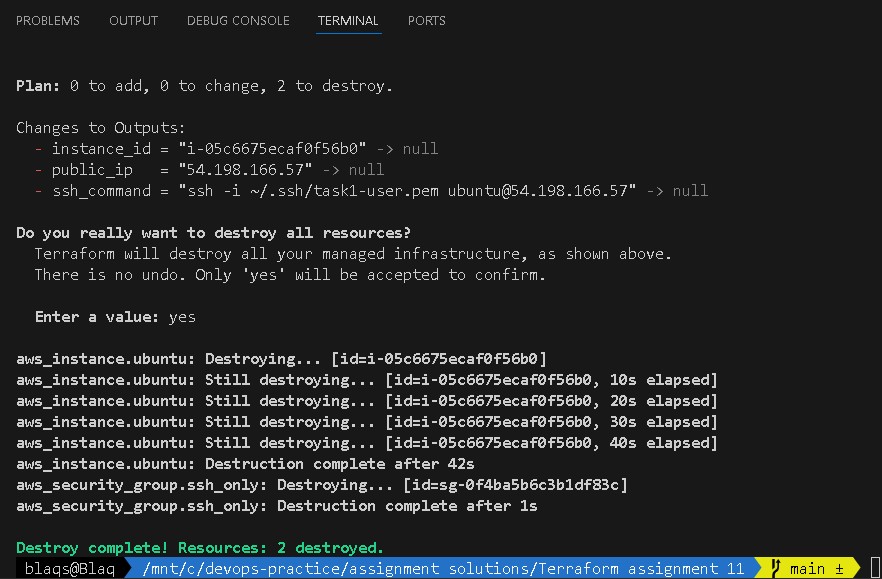 PROBLEMS OUTPUT DEBUG CONSOLE TERMINAL PORTS
Plan: 0 to add, 0 to change, 2 to destroy.
Changes to Outputs:
- instance_id = "i-05c6675ecaf0f56b0" -> null
- public_ip   = "54.198.166.57" -> null
- ssh_command = "ssh -i ~/.ssh/task1-user.pem ubuntu@54.198.166.57" -> null
Do you really want to destroy all resources?
Terraform will destroy all your managed infrastructure, as shown above.
There is no undo. Only 'yes' will be accepted to confirm.
Enter a value: yes
aws_instance.ubuntu: Destroying... [id=i-05c6675ecaf0f56b0]
aws_instance.ubuntu: Still destroying... [id=i-05c6675ecaf0f56b0, 10s elapsed]
aws_instance.ubuntu: Still destroying... [id=i-05c6675ecaf0f56b0, 20s elapsed]
aws_instance.ubuntu: Still destroying... [id=i-05c6675ecaf0f56b0, 30s elapsed]
aws_instance.ubuntu: Still destroying... [id=i-05c6675ecaf0f56b0, 40s elapsed]
aws_instance.ubuntu: Destruction complete after 42s
aws_security_group.ssh_only: Destroying... [id=sg-0f4ba5b6c3b1df83c]
aws_security_group.ssh_only: Destruction complete after 1s
Destroy complete! Resources: 2 destroyed.
blaqs@Blaq /mnt/c/devops-practice/assignment solutions/Terraform assignment 11 main ±